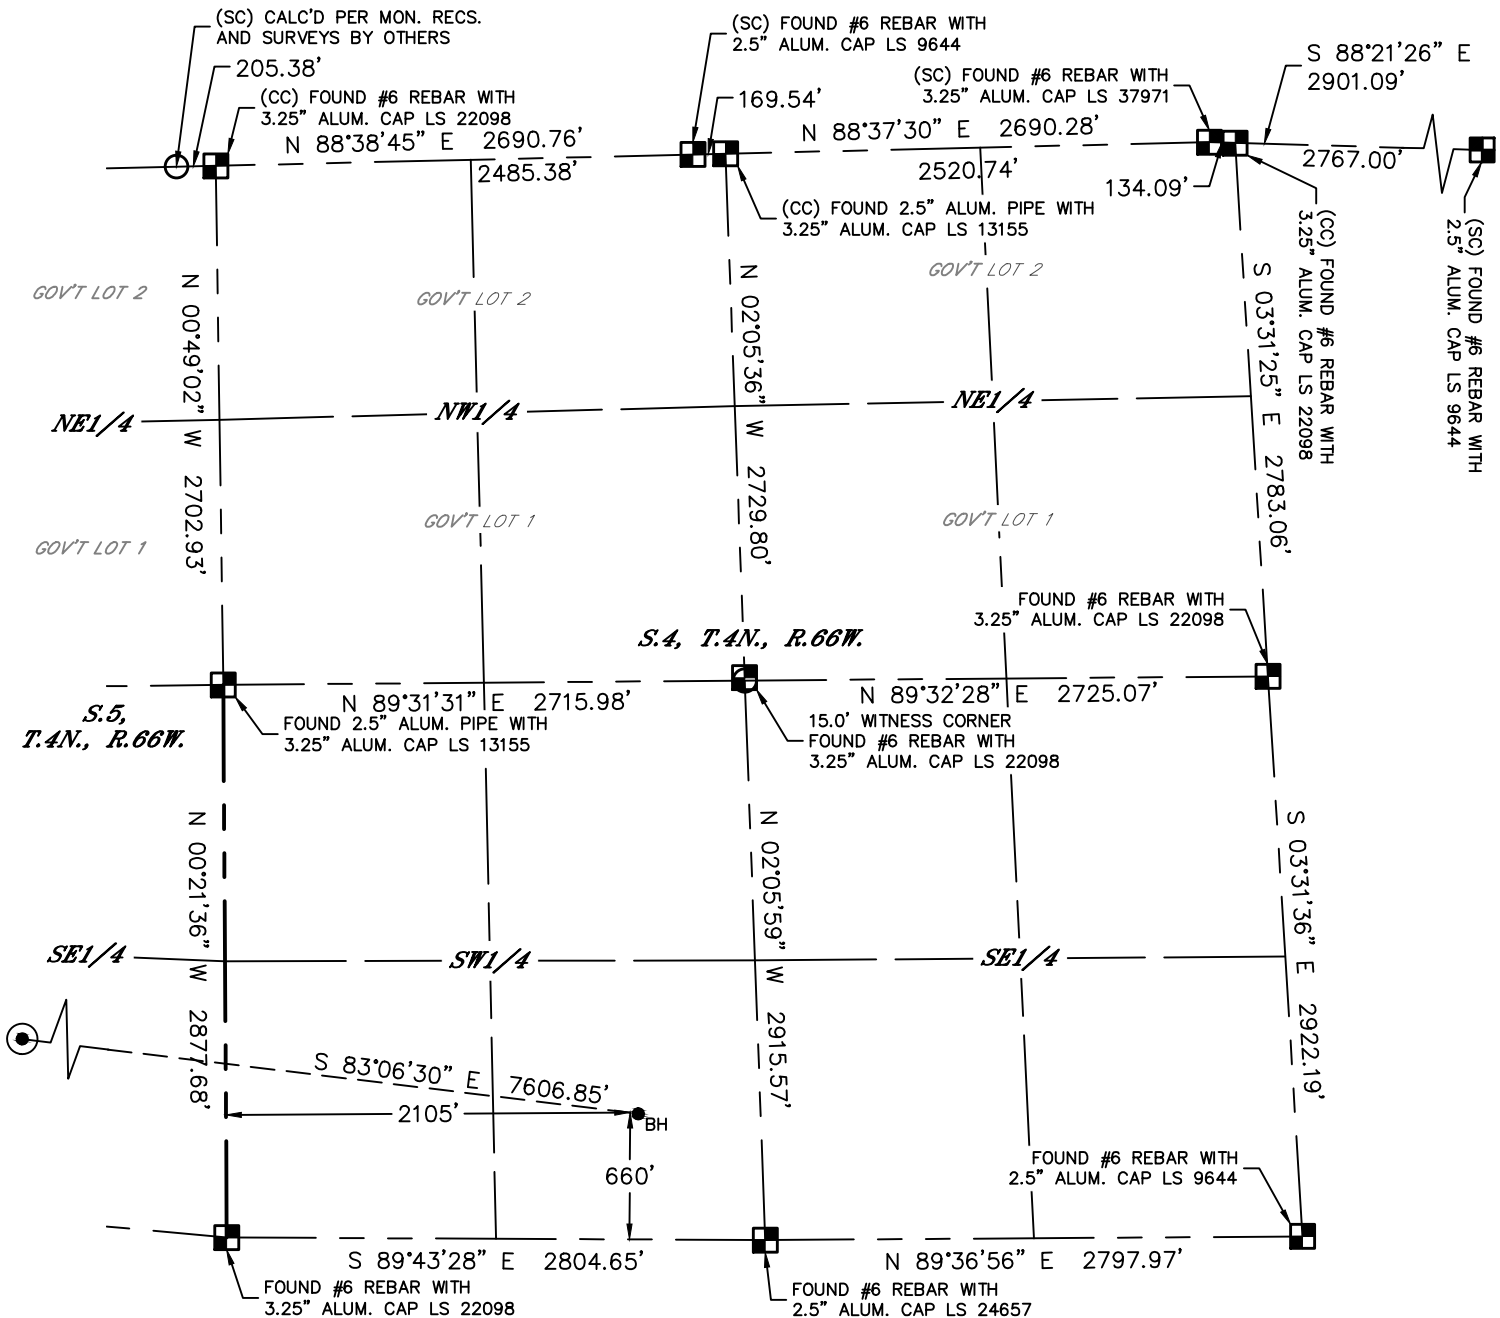 (SC) CALC'D PER MON. RECS.
AND SURVEYS BY OTHERS
205.38'
(CC) FOUND #6 REBAR WITH
3.25" ALUM. CAP LS 22098
N 88°38'45" E 2690.76'
2485.38'
(SC) FOUND #6 REBAR WITH
2.5" ALUM. CAP LS 9644
169.54'
(SC) FOUND #6 REBAR WITH
3.25" ALUM. CAP LS 37971
N 88°37'30" E 2690.28'
2520.74'
134.09'
S 88°21'26" E
2901.09'
2767.00'
(CC) FOUND 2.5" ALUM. PIPE WITH
3.25" ALUM. CAP LS 13155
(CC) FOUND #6 REBAR WITH
3.25" ALUM. CAP LS 22098
(SC) FOUND #6 REBAR WITH
2.5" ALUM. CAP LS 9644
GOV'T LOT 2
GOV'T LOT 2
GOV'T LOT 2
N 00°49'02" W 2702.93'
N 02°05'36" W 2729.80'
S 03°31'25" E 2783.06'
NE1/4
NW1/4
NE1/4
GOV'T LOT 1
GOV'T LOT 1
GOV'T LOT 1
FOUND #6 REBAR WITH
3.25" ALUM. CAP LS 22098
S.4, T.4N., R.66W.
N 89°31'31" E 2715.98'
N 89°32'28" E 2725.07'
S.5,
T.4N., R.66W.
FOUND 2.5" ALUM. PIPE WITH
3.25" ALUM. CAP LS 13155
15.0' WITNESS CORNER
FOUND #6 REBAR WITH
3.25" ALUM. CAP LS 22098
N 00°21'36" W 2877.68'
N 02°05'59" W 2915.57'
S 03°31'36" E 2922.19'
SE1/4
SW1/4
SE1/4
S 83°06'30" E 7606.85'
2105'
BH
660'
FOUND #6 REBAR WITH
2.5" ALUM. CAP LS 9644
S 89°43'28" E 2804.65'
N 89°36'56" E 2797.97'
FOUND #6 REBAR WITH
3.25" ALUM. CAP LS 22098
FOUND #6 REBAR WITH
2.5" ALUM. CAP LS 24657